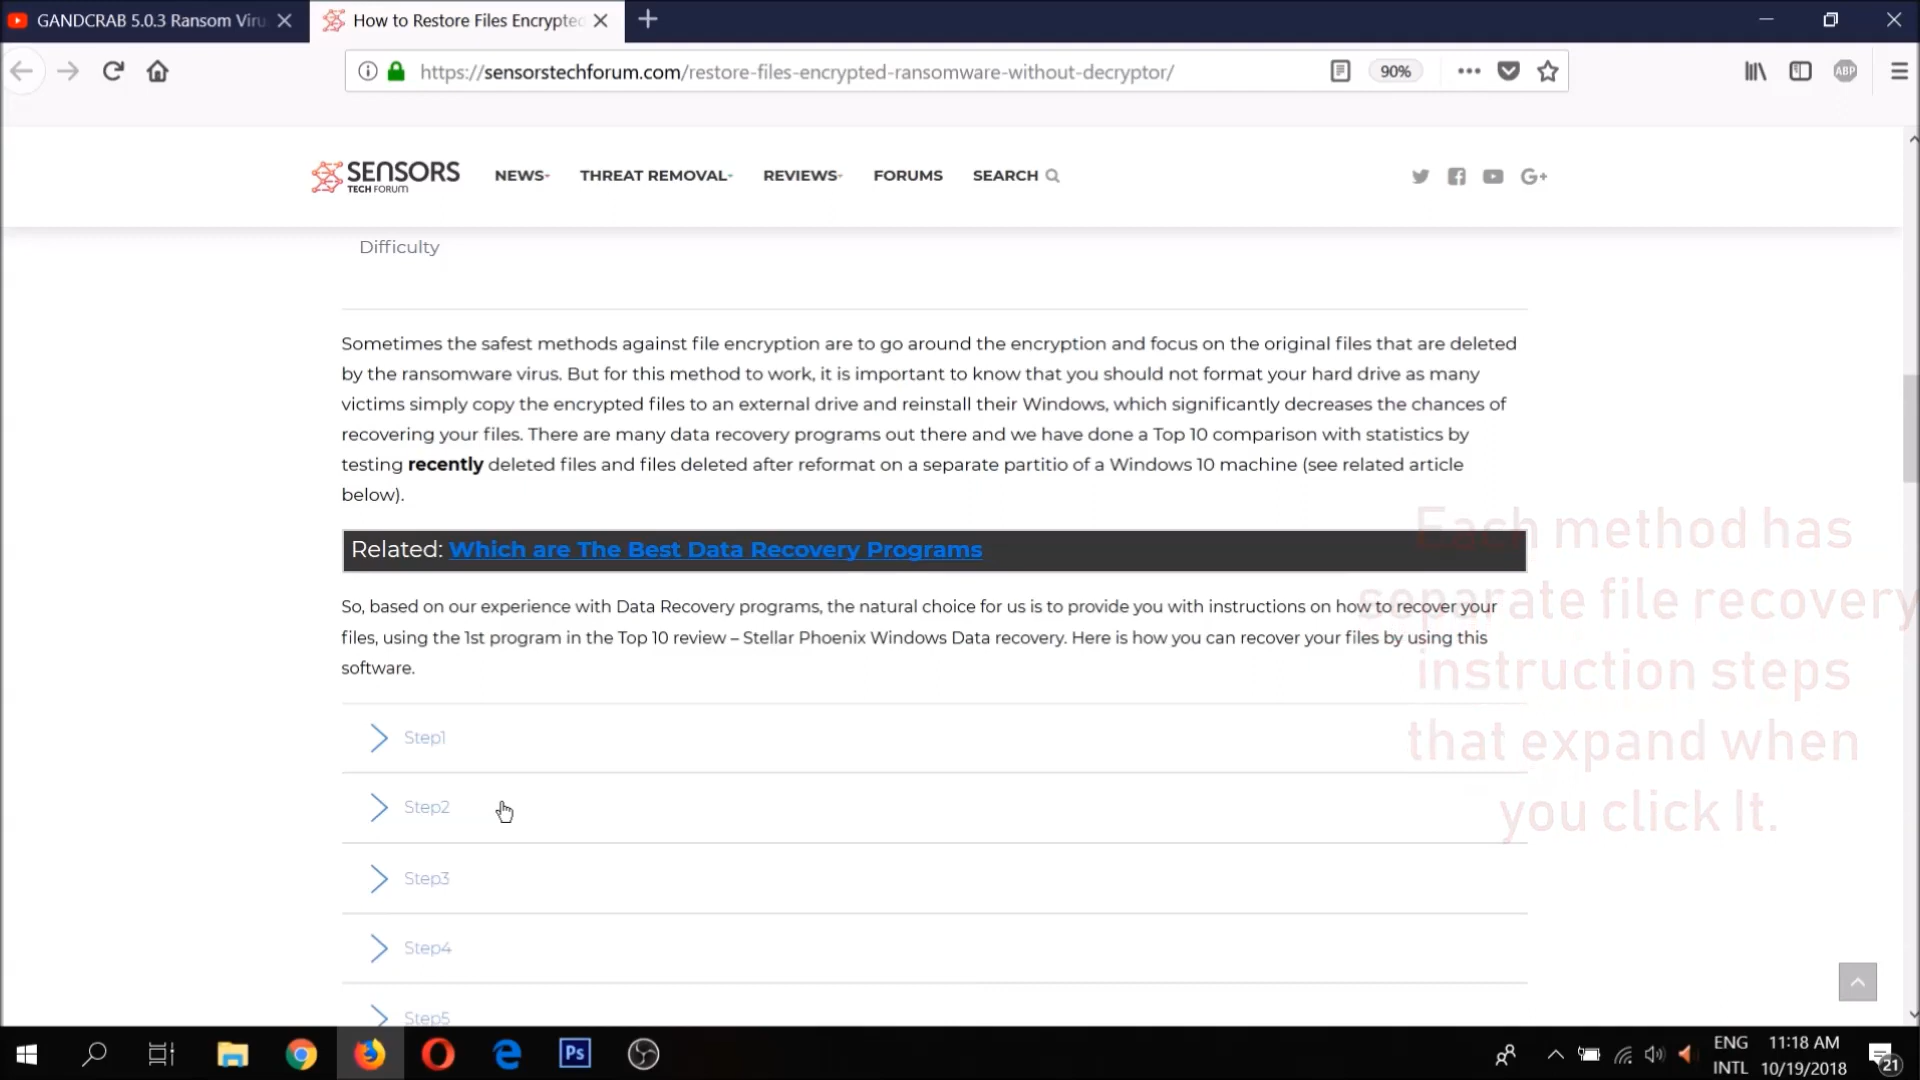 GANDCRAB 5.0.3 Ransom Viru
How to Restore Files Encrypted
https://sensorstechforum.com/restore-files-encrypted-ransomware-without-decryptor/
90%
ABP
SENSORS
TECH FORUM
NEWS
THREAT REMOVAL
REVIEWS
FORUMS
SEARCH
G+
Difficulty
Sometimes the safest methods against file encryption are to go around the encryption and focus on the original files that are deleted
by the ransomware virus. But for this method to work, it is important to know that you should not format your hard drive as many
victims simply copy the encrypted files to an external drive and reinstall their Windows, which significantly decreases the chances of
recovering your files. There are many data recovery programs out there and we have done a Top 10 comparison with statistics by
testing recently deleted files and files deleted after reformat on a separate partitio of a Windows 10 machine (see related article
below).
Related: Which are The Best Data Recovery Programs
So, based on our experience with Data Recovery programs, the natural choice for us is to provide you with instructions on how to recover your
files, using the 1st program in the Top 10 review – Stellar Phoenix Windows Data recovery. Here is how you can recover your files by using this
software.
Each method has
separate file recovery
instruction steps
that expand when
you click It.
Step1
Step2
Step3
Step4
Step5
Ps
ENG
INTL
11:18 AM
10/19/2018
21